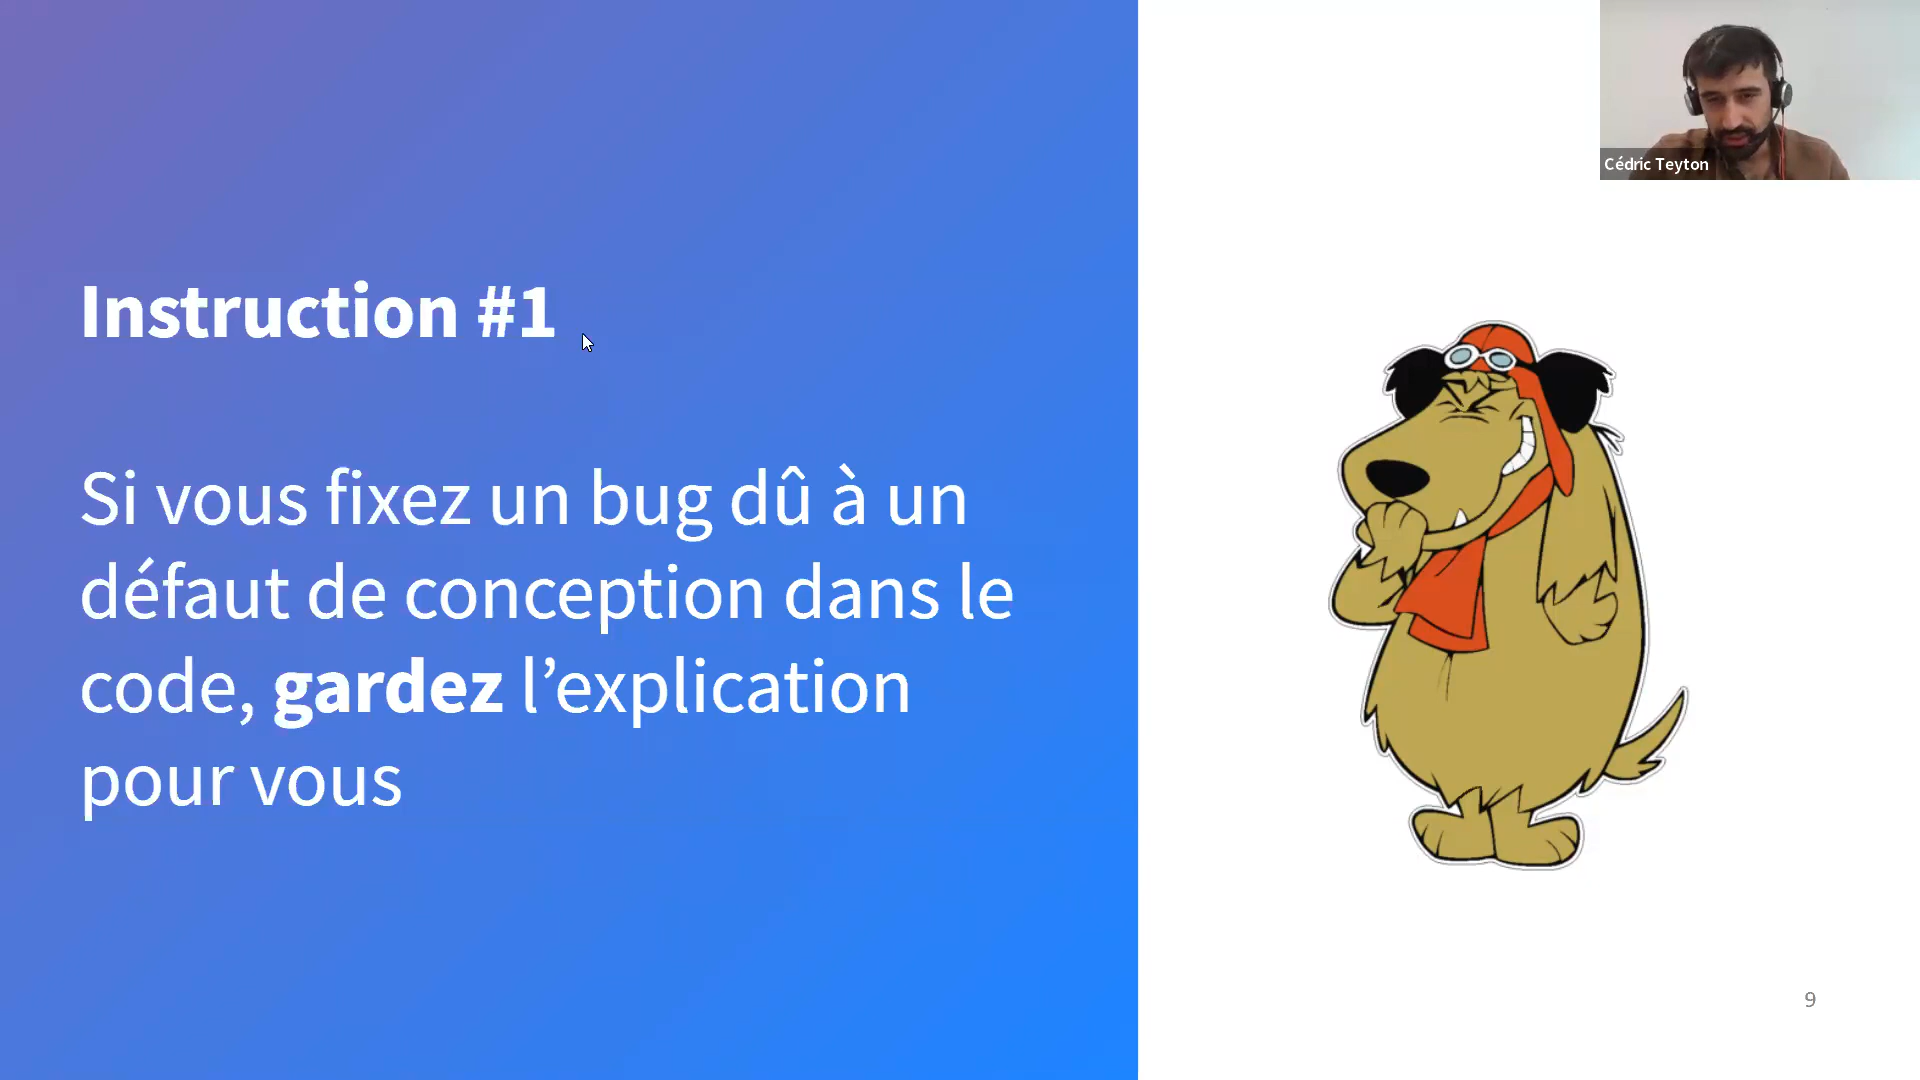 Cédric Teyton
Instruction #1
Si vous fixez un bug dû à un
défaut de conception dans le
code, gardez l’explication
pour vous
9